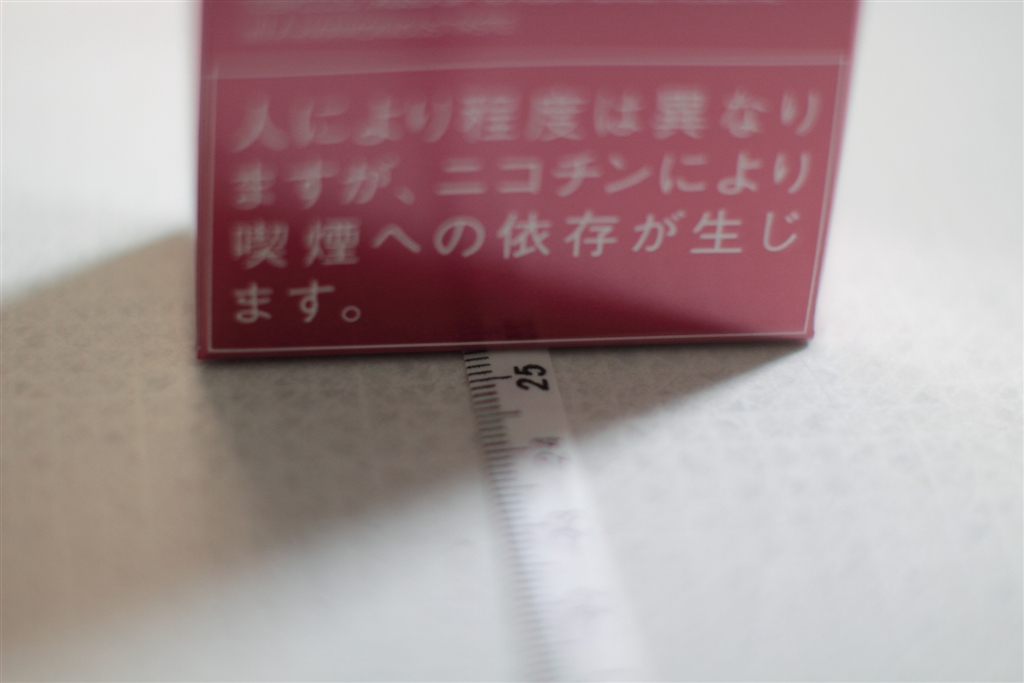 人により程度は異なり
ますが、ニコチンにより
喫煙への依存が生じ
ます。
25
24